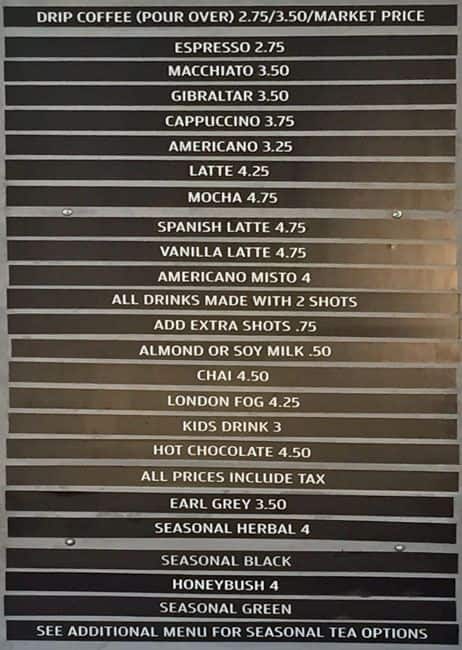 DRIP COFFEE (POUR OVER) 2.75/3.50/MARKET PRICE
ESPRESSO 2.75
MACCHIATO 3.50
GIBRALTAR 3.50
CAPPUCCINO 3.75
AMERICANO 3.25
LATTE 4.25
MOCHA 4.75
SPANISH LATTE 4.75
VANILLA LATTE 4.75
AMERICANO MISTO 4
ALL DRINKS MADE WITH 2 SHOTS
ADD EXTRA SHOTS .75
ALMOND OR SOY MILK .50
CHAI 4.50
LONDON FOG 4.25
KIDS DRINK 3
HOT CHOCOLATE 4.50
ALL PRICES INCLUDE TAX
EARL GREY 3.50
SEASONAL HERBAL 4
SEASONAL BLACK
HONEYBUSH 4
SEASONAL GREEN
SEE ADDITIONAL MENU FOR SEASONAL TEA OPTIONS